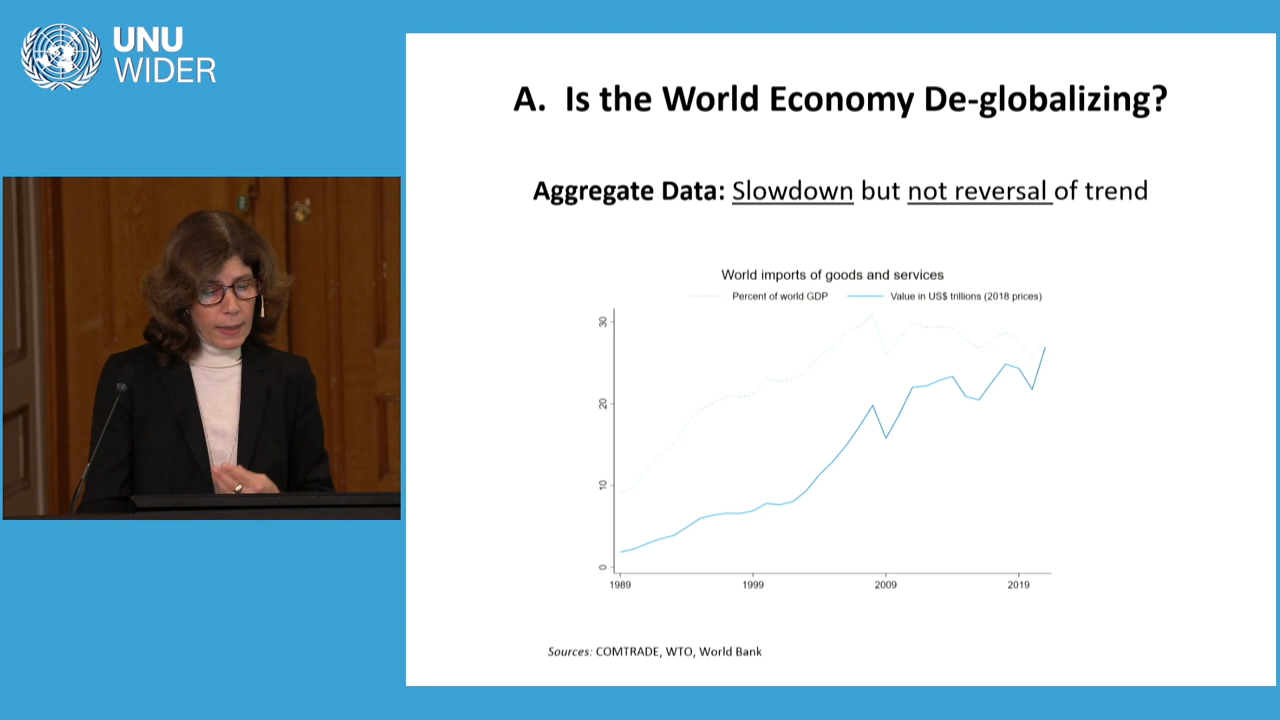 UNU
WIDER
A. Is the World Economy De-globalizing?
Aggregate Data: Slowdown but not reversal of trend
World imports of goods and services
Percent of world GDP Value in US$ trillions (2018 prices)
30
20
10
0
1989 1999 2009 2019
Sources: COMTRADE, WTO, World Bank